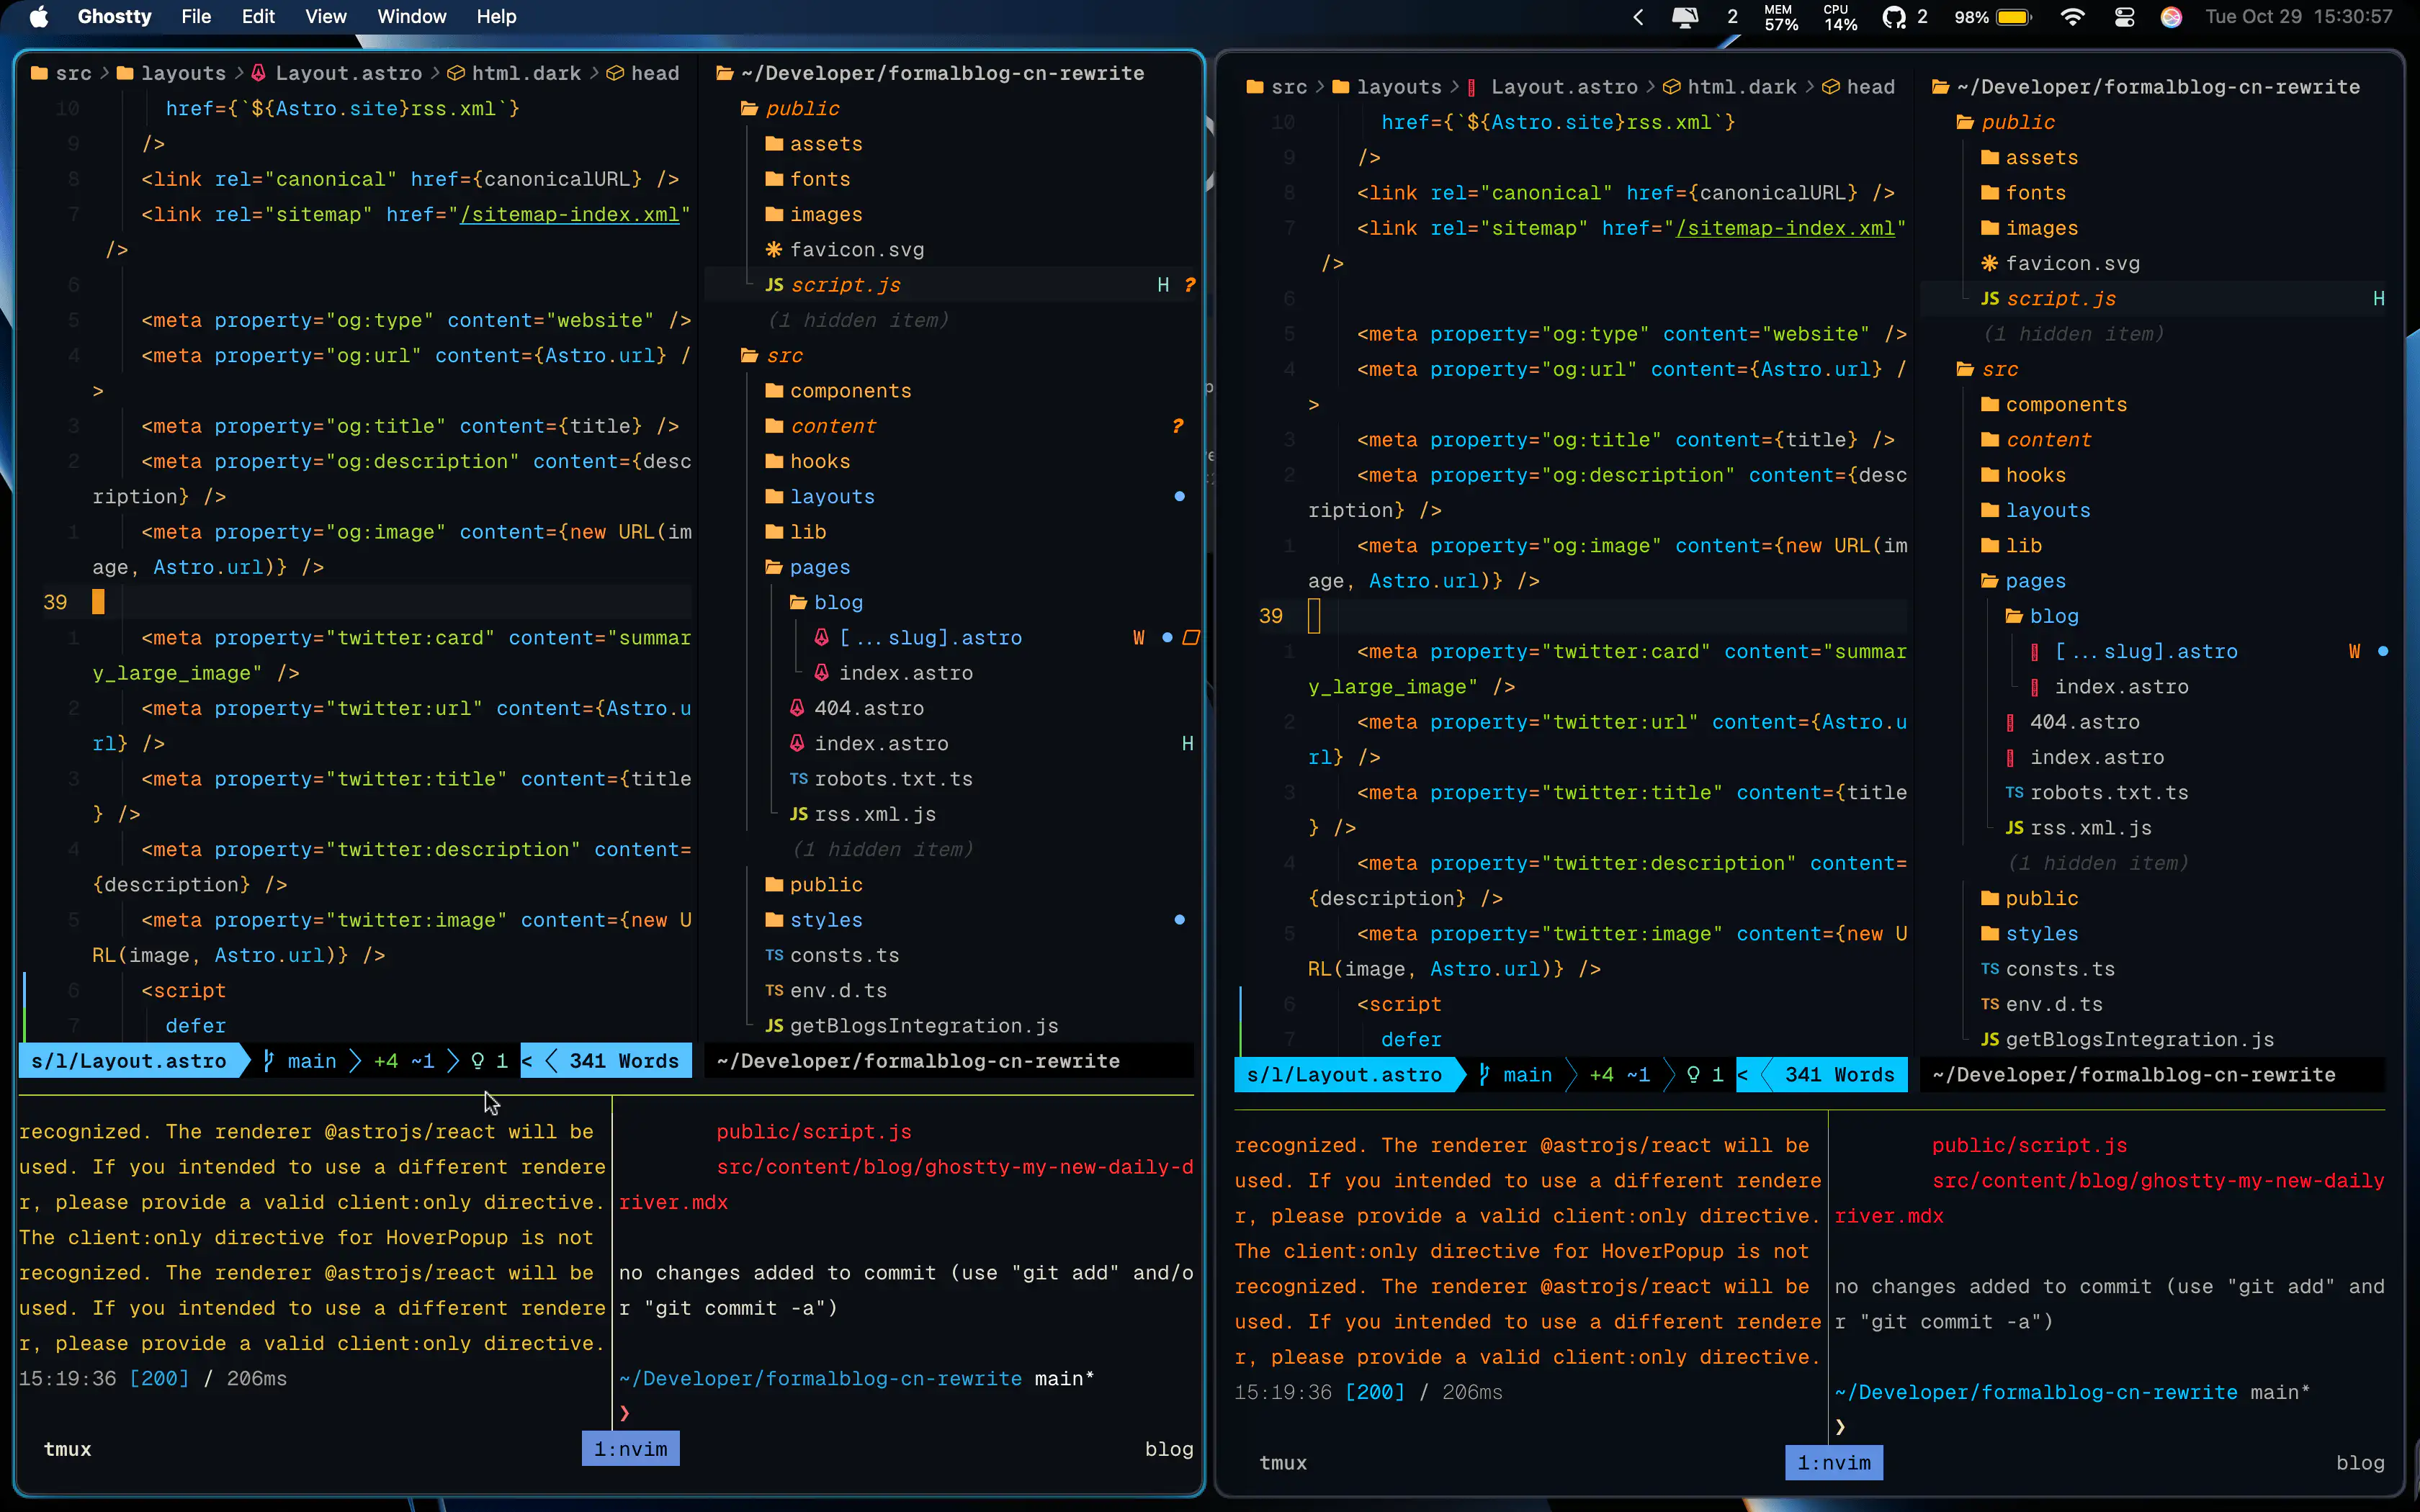 Ghostty File Edit View Window Help
2 MEM 57% CPU 14% 2 98% Tue Oct 29 15:30:57
src > layouts > Layout.astro > html.dark > head
10 href={`${Astro.site}rss.xml`}
9 />
8 <link rel="canonical" href={canonicalURL} />
7 <link rel="sitemap" href="/sitemap-index.xml"
/>
6
5 <meta property="og:type" content="website" />
4 <meta property="og:url" content={Astro.url} /
>
3 <meta property="og:title" content={title} />
2 <meta property="og:description" content={desc
ription} />
1 <meta property="og:image" content={new URL(im
age, Astro.url)} />
39
1 <meta property="twitter:card" content="summar
y_large_image" />
2 <meta property="twitter:url" content={Astro.u
rl} />
3 <meta property="twitter:title" content={title
} />
4 <meta property="twitter:description" content=
{description} />
5 <meta property="twitter:image" content={new U
RL(image, Astro.url)} />
6 <script
7 defer
s/l/Layout.astro main +4 ~1 1 < 341 Words
~/Developer/formalblog-cn-rewrite
public
assets
fonts
images
favicon.svg
JS script.js H ?
(1 hidden item)
src
components
content ?
hooks
layouts
lib
pages
blog
[...slug].astro W
index.astro
404.astro
index.astro H
TS robots.txt.ts
JS rss.xml.js
(1 hidden item)
public
styles
TS consts.ts
TS env.d.ts
JS getBlogsIntegration.js
~/Developer/formalblog-cn-rewrite
recognized. The renderer @astrojs/react will be
used. If you intended to use a different rendere
r, please provide a valid client:only directive.
The client:only directive for HoverPopup is not
recognized. The renderer @astrojs/react will be
used. If you intended to use a different rendere
r, please provide a valid client:only directive.
15:19:36 [200] / 206ms
public/script.js
src/content/blog/ghostty-my-new-daily-d
river.mdx
no changes added to commit (use "git add" and/o
r "git commit -a")
~/Developer/formalblog-cn-rewrite main*
❯
tmux 1:nvim blog
src > layouts > Layout.astro > html.dark > head
10 href={`${Astro.site}rss.xml`}
9 />
8 <link rel="canonical" href={canonicalURL} />
7 <link rel="sitemap" href="/sitemap-index.xml"
/>
6
5 <meta property="og:type" content="website" />
4 <meta property="og:url" content={Astro.url} /
>
3 <meta property="og:title" content={title} />
2 <meta property="og:description" content={desc
ription} />
1 <meta property="og:image" content={new URL(im
age, Astro.url)} />
39
1 <meta property="twitter:card" content="summar
y_large_image" />
2 <meta property="twitter:url" content={Astro.u
rl} />
3 <meta property="twitter:title" content={title
} />
4 <meta property="twitter:description" content=
{description} />
5 <meta property="twitter:image" content={new U
RL(image, Astro.url)} />
6 <script
7 defer
s/l/Layout.astro main +4 ~1 1 < 341 Words
~/Developer/formalblog-cn-rewrite
public
assets
fonts
images
favicon.svg
JS script.js H
(1 hidden item)
src
components
content
hooks
layouts
lib
pages
blog
[...slug].astro W
index.astro
404.astro
index.astro
TS robots.txt.ts
JS rss.xml.js
(1 hidden item)
public
styles
TS consts.ts
TS env.d.ts
JS getBlogsIntegration.js
~/Developer/formalblog-cn-rewrite
recognized. The renderer @astrojs/react will be
used. If you intended to use a different rendere
r, please provide a valid client:only directive.
The client:only directive for HoverPopup is not
recognized. The renderer @astrojs/react will be
used. If you intended to use a different rendere
r, please provide a valid client:only directive.
15:19:36 [200] / 206ms
public/script.js
src/content/blog/ghostty-my-new-daily
river.mdx
no changes added to commit (use "git add" and
r "git commit -a")
~/Developer/formalblog-cn-rewrite main*
❯
tmux 1:nvim blog